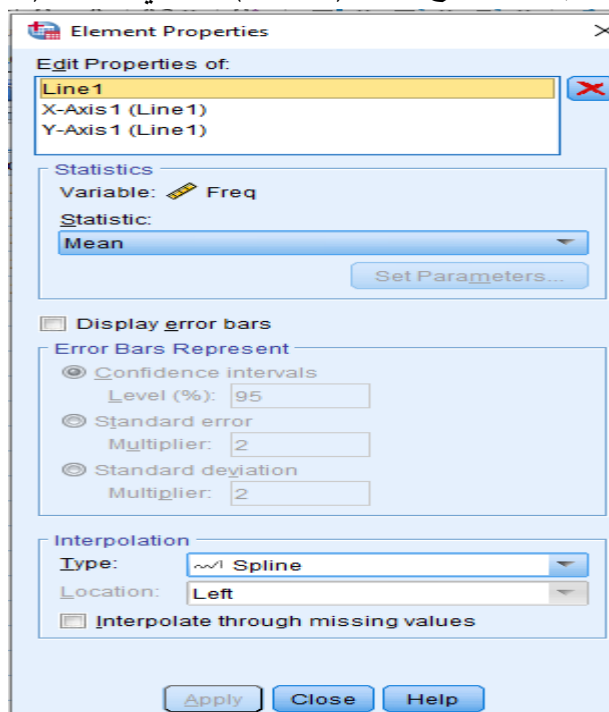 Element Properties
Edit Properties of:
Line1
X-Axis1 (Line1)
Y-Axis1 (Line1)
Statistics
Variable: Freq
Statistic:
Mean
Set Parameters...
Display error bars
Error Bars Represent
Confidence intervals
Level (%): 95
Standard error
Multiplier: 2
Standard deviation
Multiplier: 2
Interpolation
Type: Spline
Location: Left
Interpolate through missing values
Apply Close Help